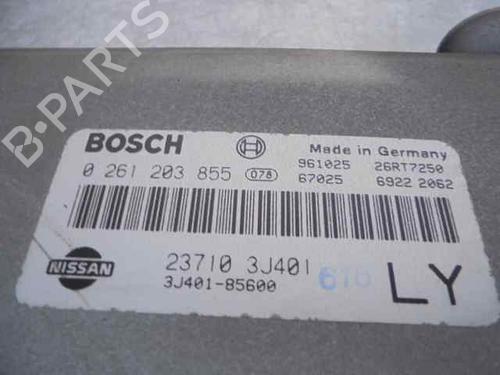 B-PARTS
BOSCH
Made in Germany
0 261 203 855 078
961025 26RT7250
67025 6922 2062
NISSAN
23710 3J401
3J401-85600
LY